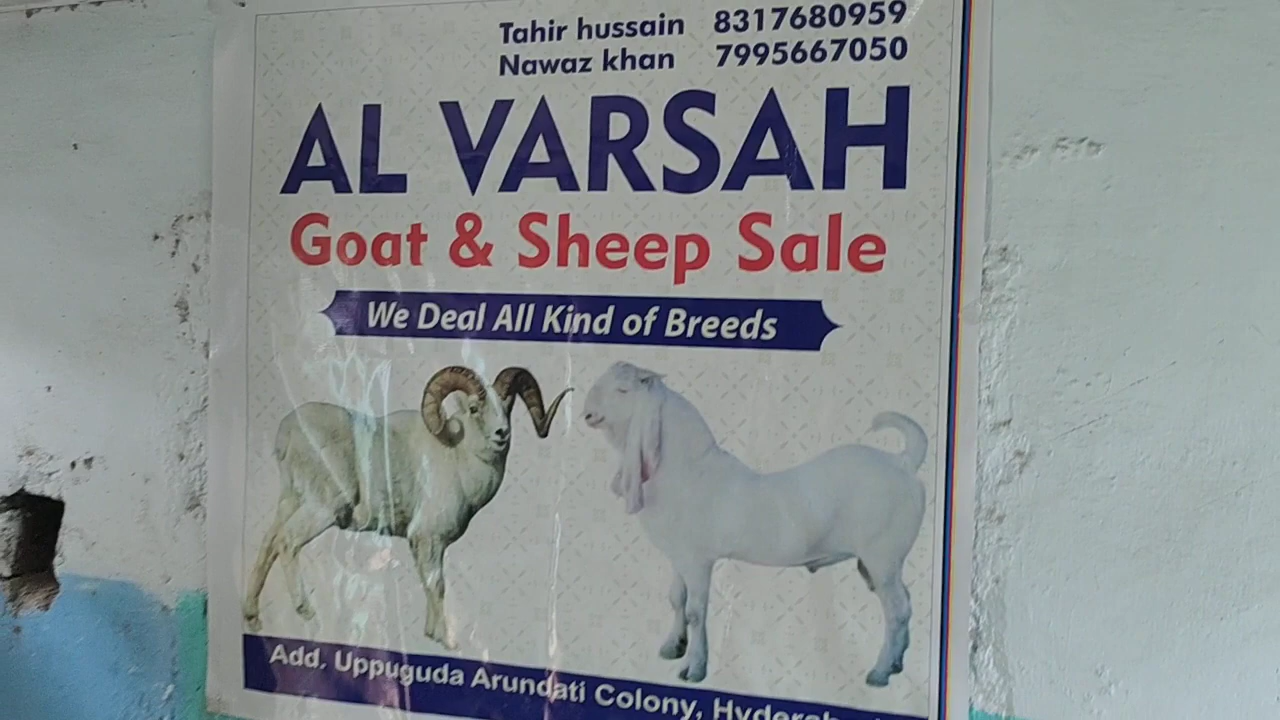 Tahir hussain 8317680959
Nawaz khan 7995667050
AL VARSAH
Goat & Sheep Sale
We Deal All Kind of Breeds
Add. Uppuguda Arundati Colony,